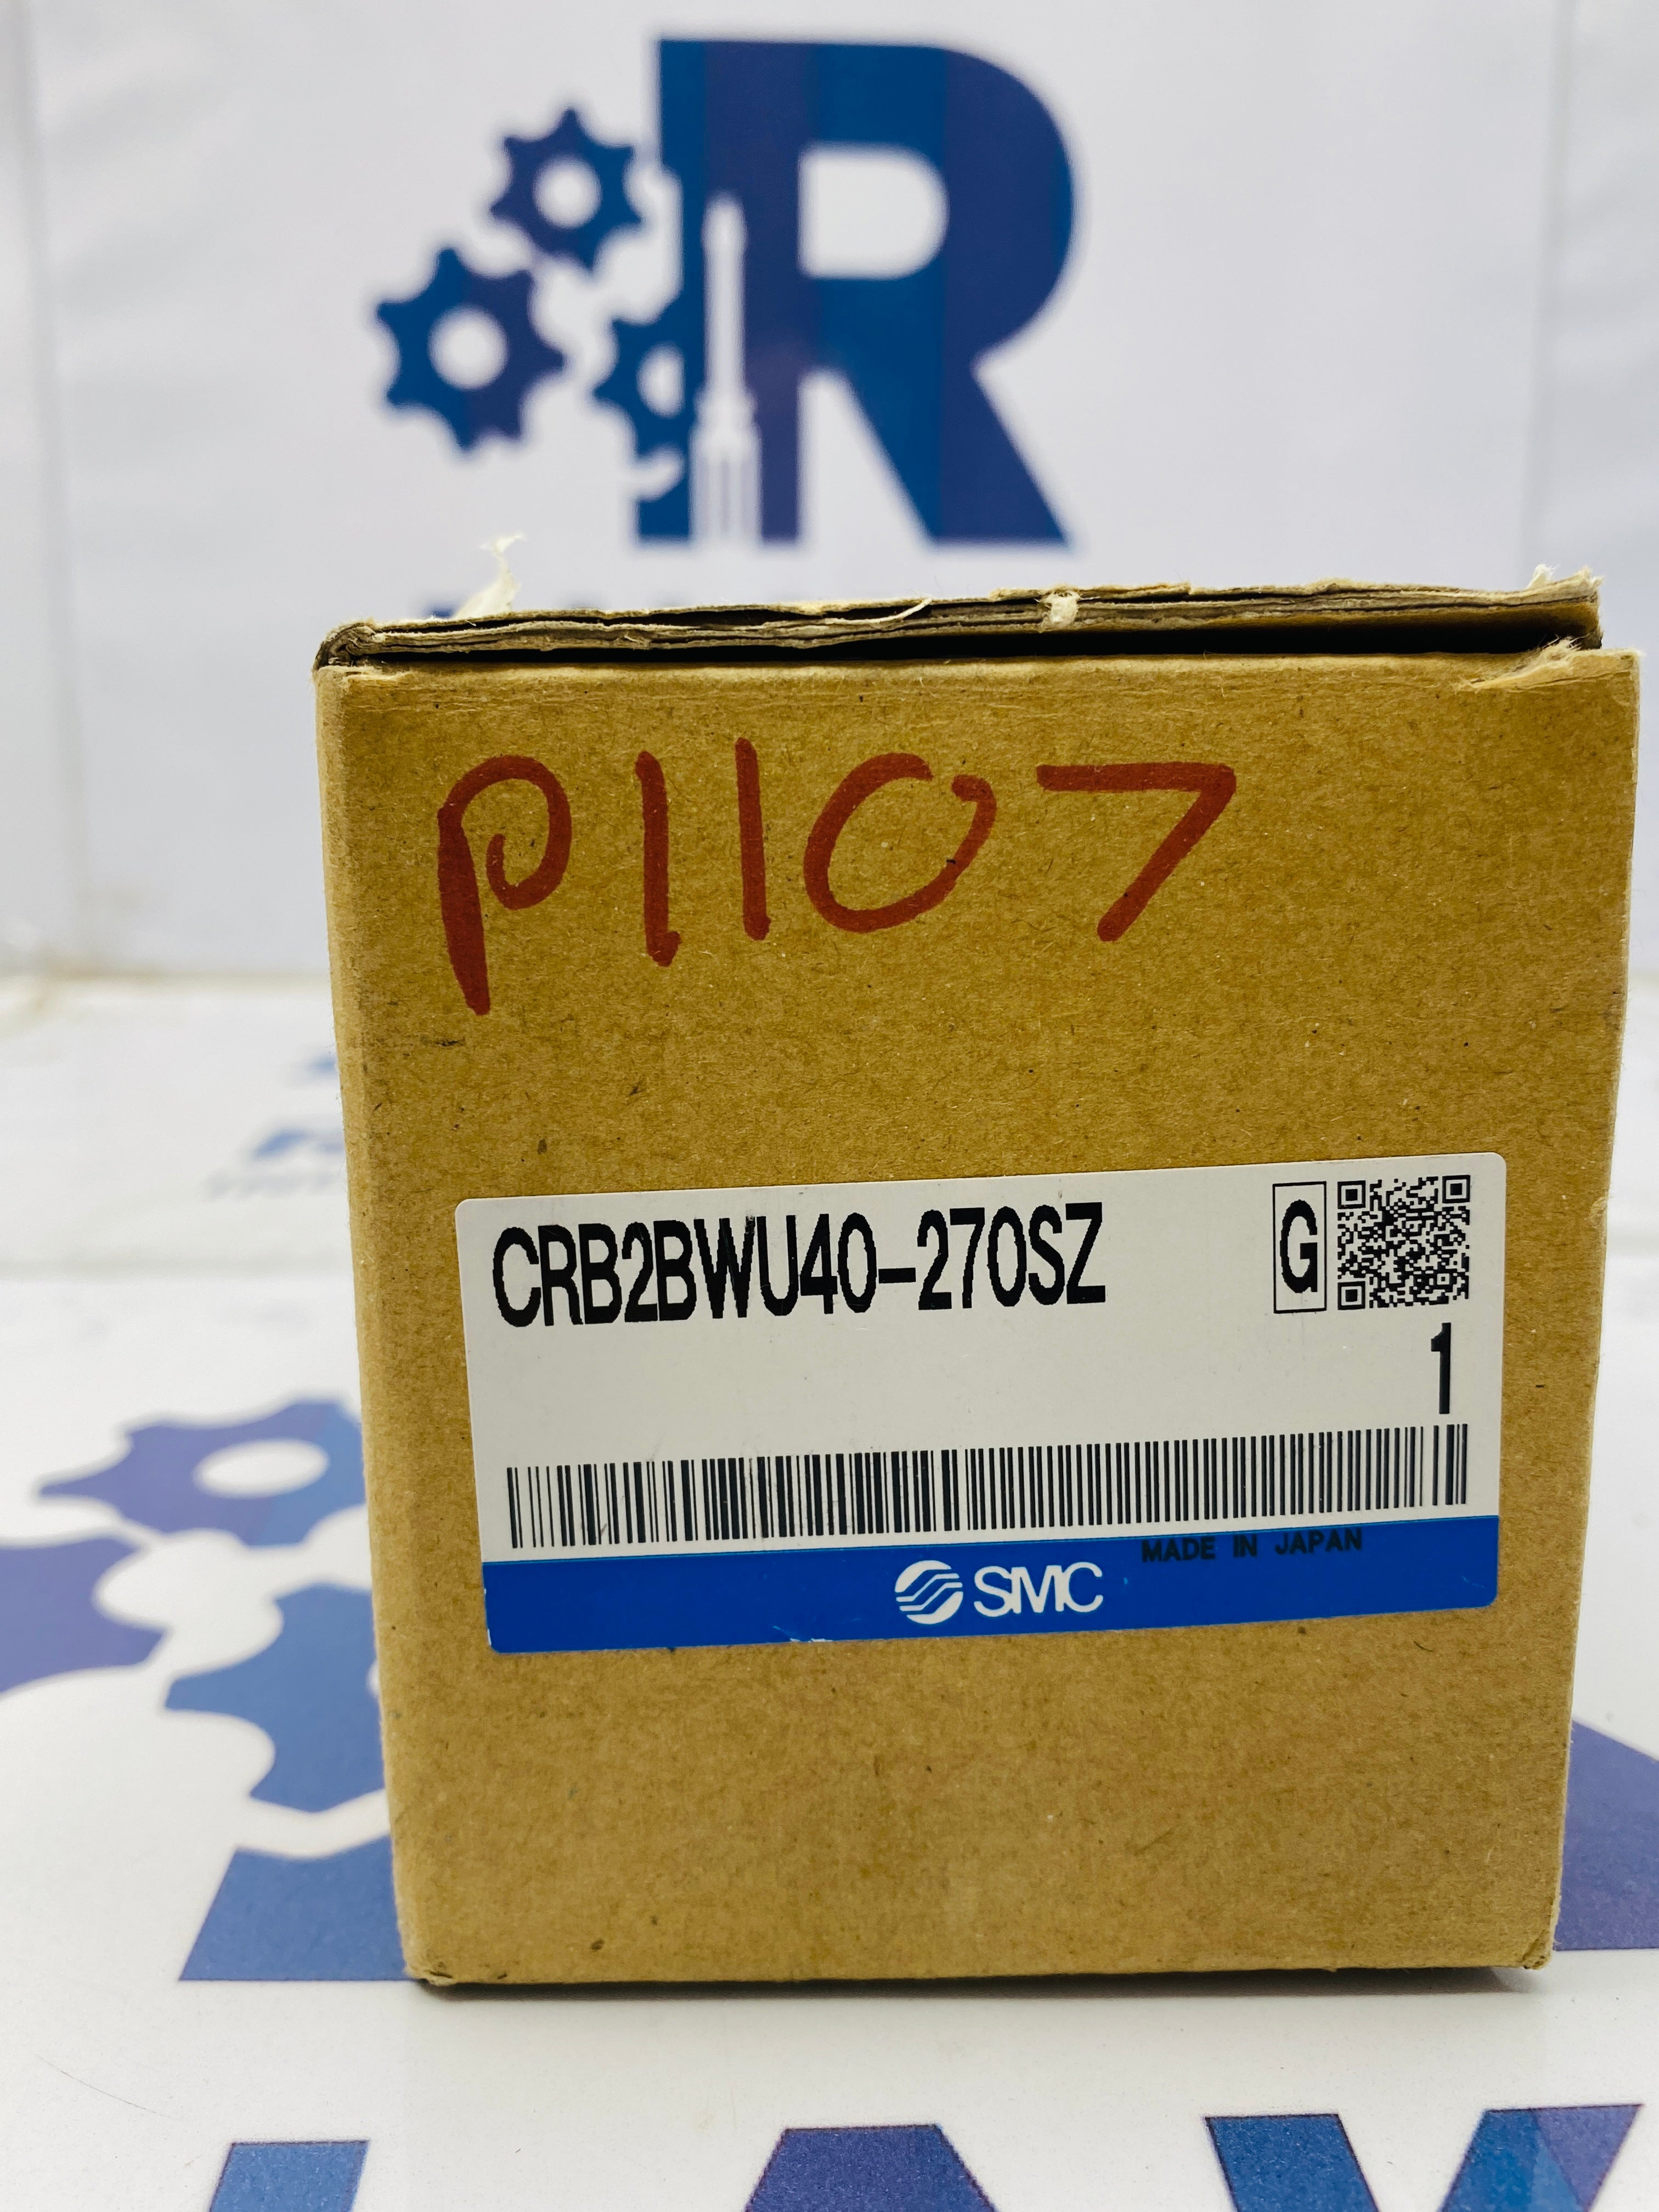 R
P1107
CRB2BWU40-270SZ
G
1
MADE IN JAPAN
SMC